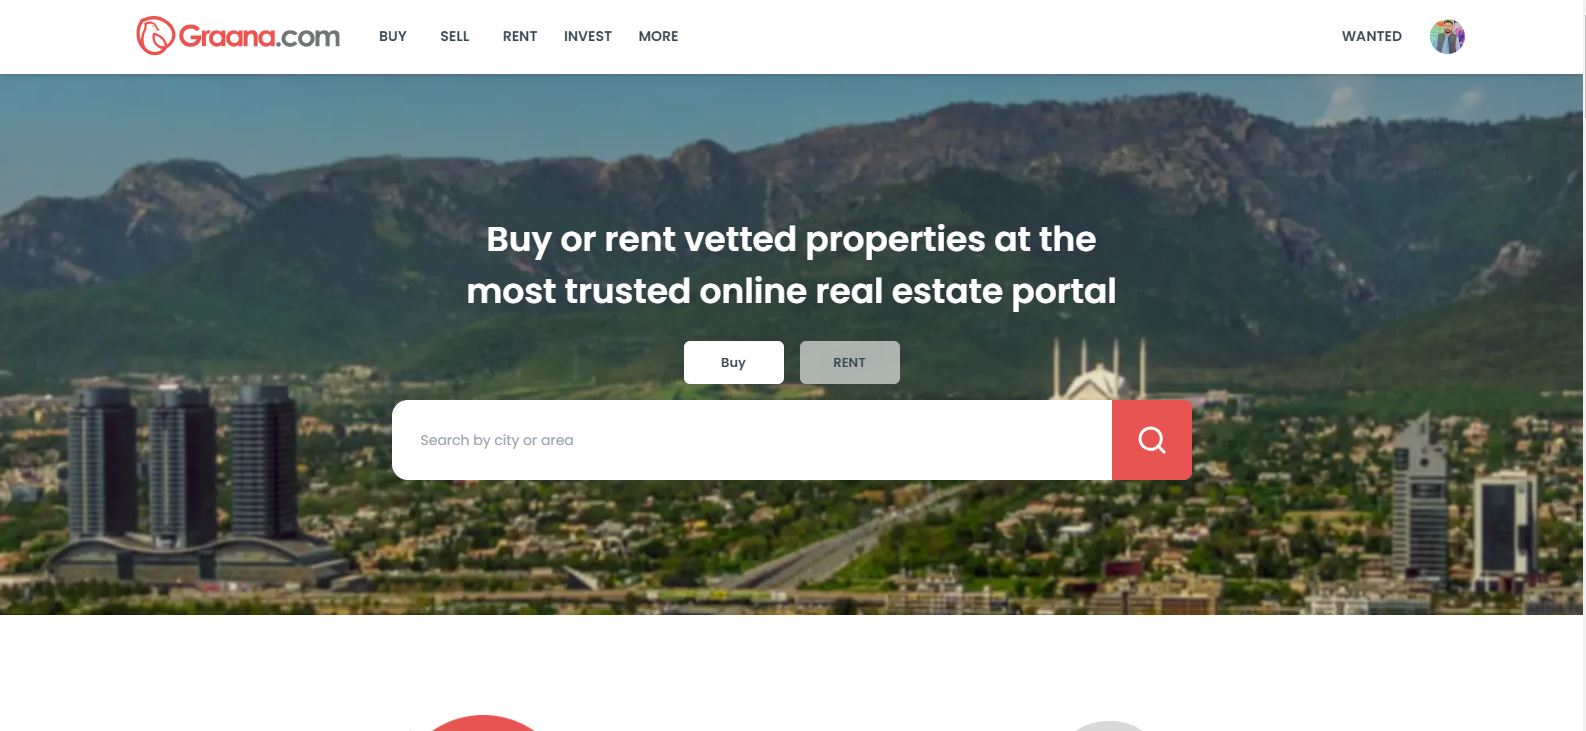 Graana.com
BUY
SELL
RENT
INVEST
MORE
WANTED
Buy or rent vetted properties at the
most trusted online real estate portal
Buy
RENT
Search by city or area